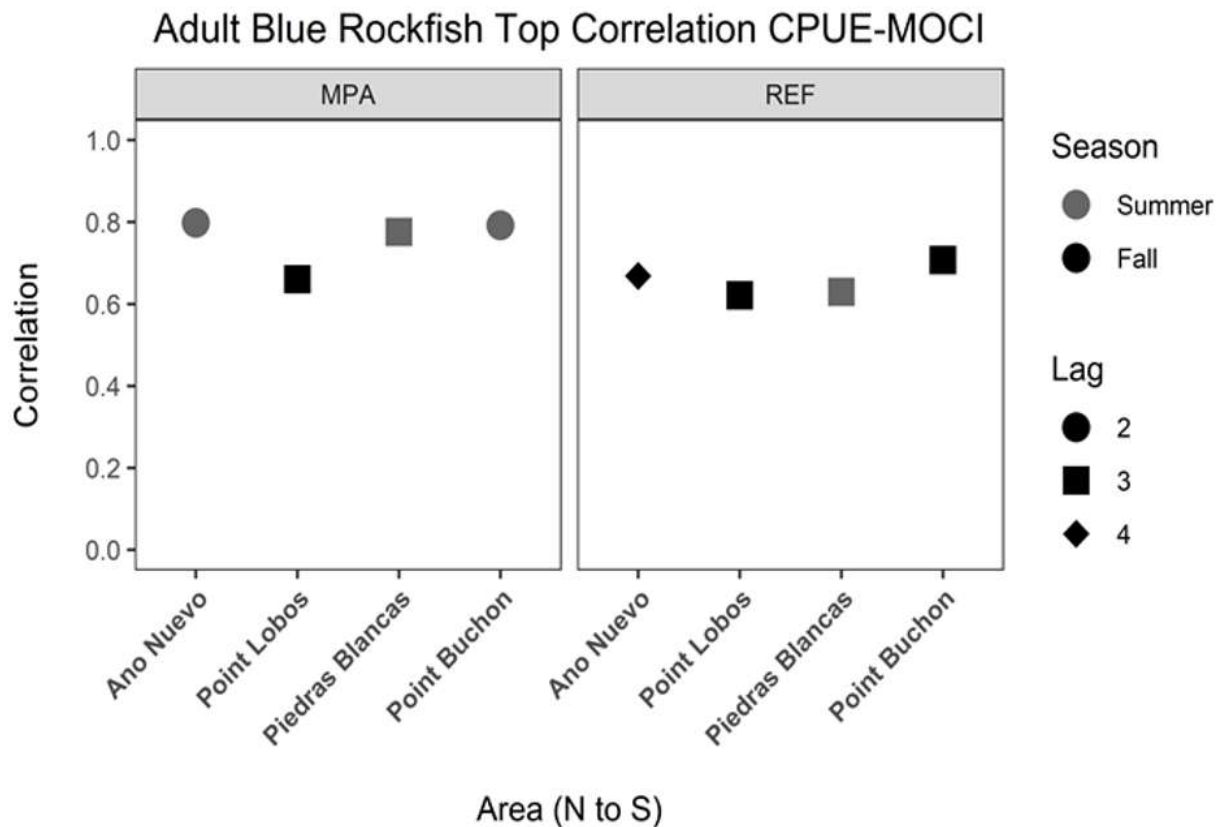 Adult Blue Rockfish Top Correlation CPUE-MOCI
MPA
REF
1.0
0.8
0.6
0.4
0.2
0.0
Correlation
Ano Nuevo
Point Lobos
Piedras Blancas
Point Buchon
Ano Nuevo
Point Lobos
Piedras Blancas
Point Buchon
Area (N to S)
Season
Summer
Fall
Lag
2
3
4